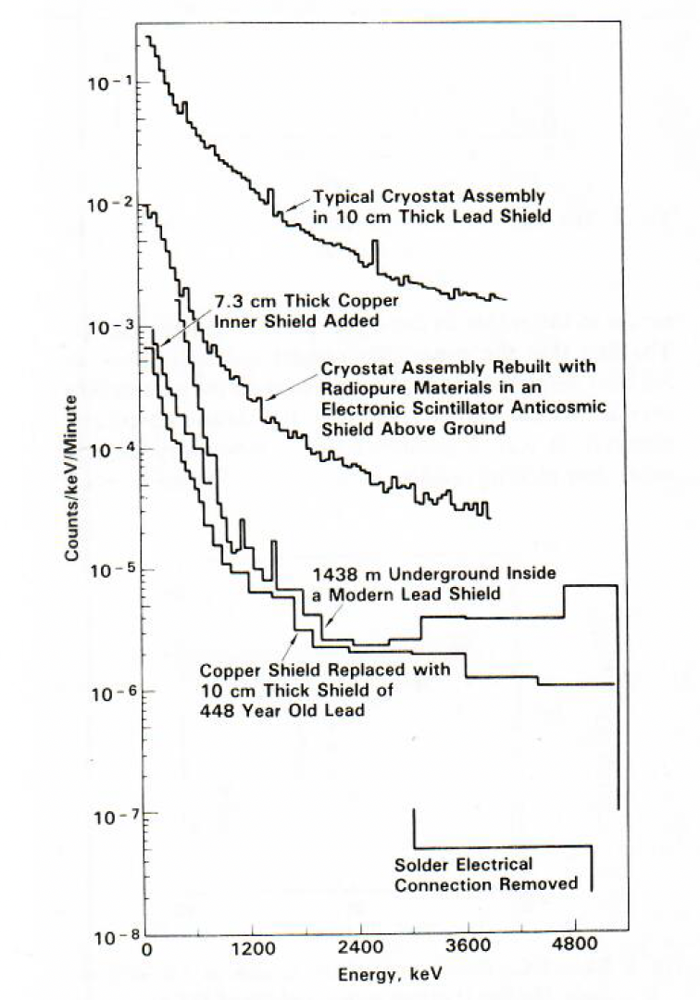 10-1
Typical Cryostat Assembly
in 10 cm Thick Lead Shield
10-2
7.3 cm Thick Copper
Inner Shield Added
10-3
Cryostat Assembly Rebuilt with
Radiopure Materials in an
Electronic Scintillator Anticosmic
Shield Above Ground
10-4
Counts/keV/Minute
10-5
1438 m Underground Inside
a Modern Lead Shield
Copper Shield Replaced with
10 cm Thick Shield of
448 Year Old Lead
10-6
10-7
Solder Electrical
Connection Removed
10-8
0 1200 2400 3600 4800
Energy, keV